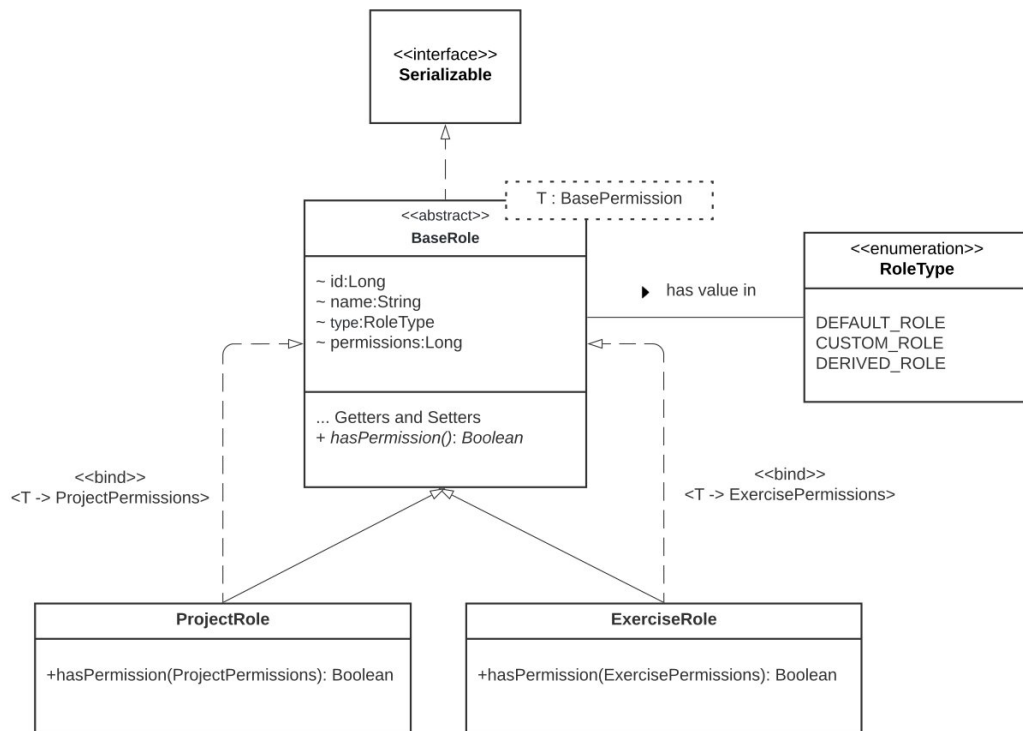 <<interface>>
Serializable
T : BasePermission
<<abstract>>
BaseRole
~ id:Long
~ name:String
~ type:RoleType
~ permissions:Long
... Getters and Setters
+ hasPermission(): Boolean
has value in
<<enumeration>>
RoleType
DEFAULT_ROLE
CUSTOM_ROLE
DERIVED_ROLE
<<bind>>
<T -> ProjectPermissions>
<<bind>>
<T -> ExercisePermissions>
ProjectRole
+hasPermission(ProjectPermissions): Boolean
ExerciseRole
+hasPermission(ExercisePermissions): Boolean